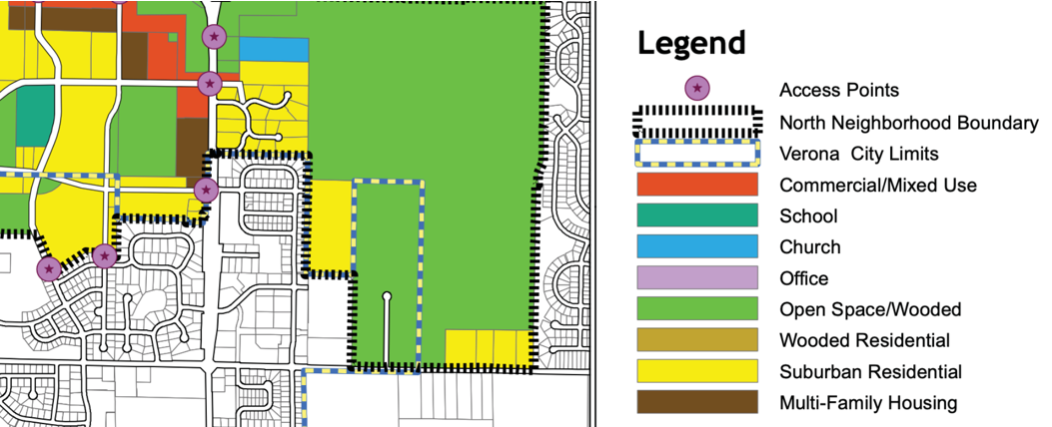 Legend
Access Points
North Neighborhood Boundary
Verona City Limits
Commercial/Mixed Use
School
Church
Office
Open Space/Wooded
Wooded Residential
Suburban Residential
Multi-Family Housing